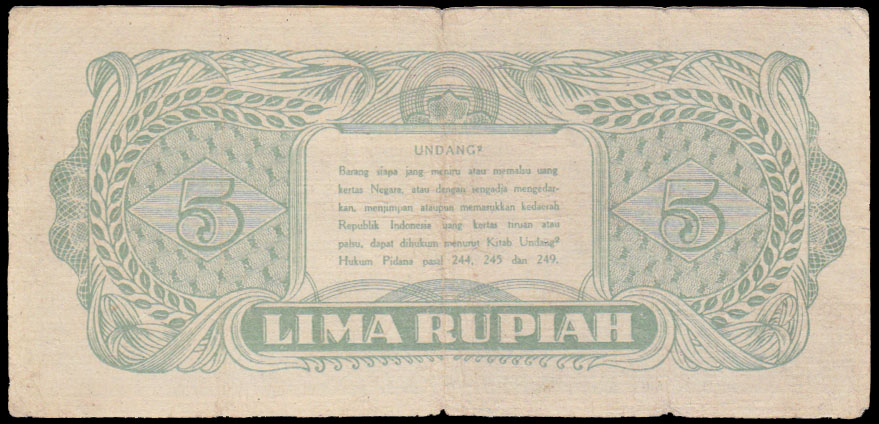 UNDANG²
Barang siapa jang meniru atau memalsu uang
kertas Negara, atau dengan sengadja mengedar-
kan, menjimpan ataupun memasukkan kedaerah
Republik Indonesia uang kertas tiruan atau
palsu, dapat dihukum menurut Kitab Undang²
Hukum Pidana pasal 244, 245 dan 249.
5
5
LIMA RUPIAH